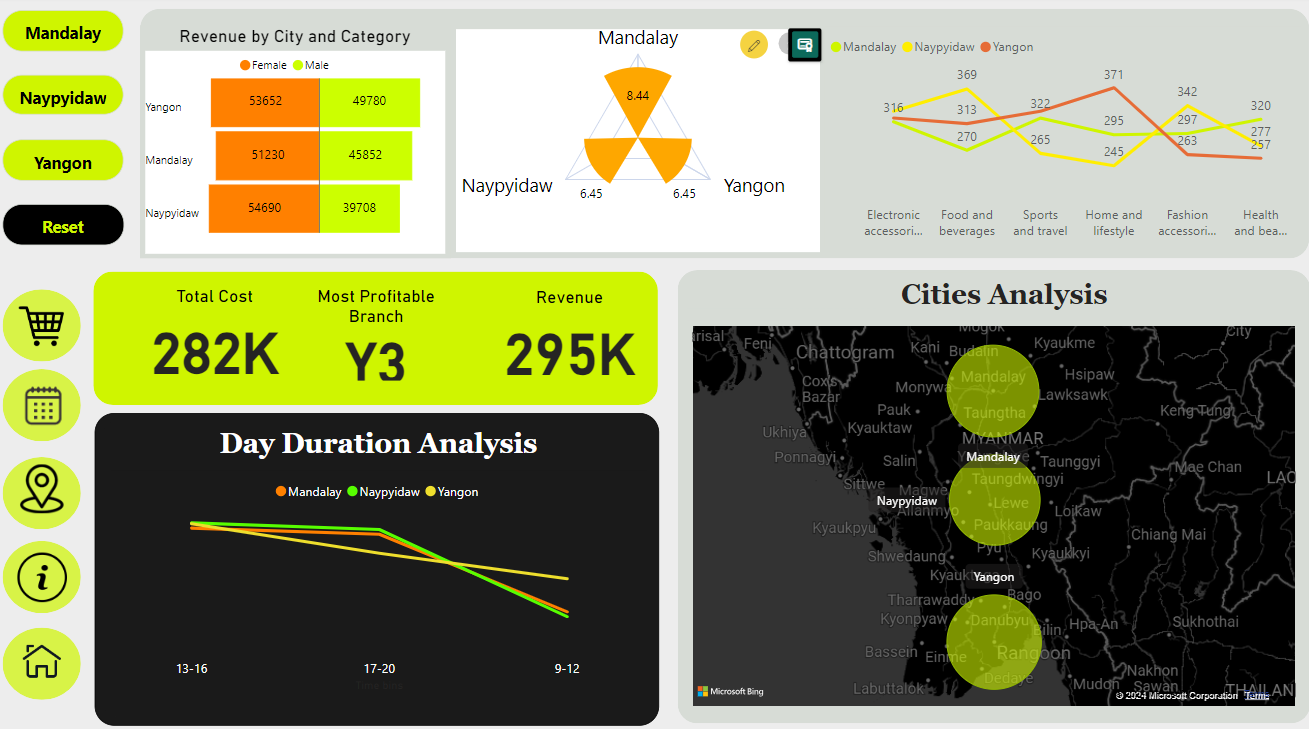 Mandalay
Naypyidaw
Yangon
Reset
Revenue by City and Category
Female Male
Yangon 53652 49780
Mandalay 51230 45852
Naypyidaw 54690 39708
Mandalay
8.44
Naypyidaw
6.45
Yangon
6.45
Mandalay Naypyidaw Yangon
316
369
313
270
322
265
371
295
245
342
297
263
320
277
257
Electronic
accessori...
Food and
beverages
Sports
and travel
Home and
lifestyle
Fashion
accessori...
Health
and bea...
Total Cost
282K
Most Profitable
Branch
Y3
Revenue
295K
Day Duration Analysis
Mandalay Naypyidaw Yangon
13-16 17-20 9-12
Cities Analysis
Mogok
City
Feni
Chattogram
Kani
Budalin
Kyaukme
Coxs
Bazar
Monywa
Mandalay
Hsipaw
Lawksawk
Pauk
Taungtha
Keng Tung
Kyauktaw
Ukhiya
MYANMAR
Ponnagyi
Salin
Mandalay
Taunggyi
Mae Chan
Sittwe
Magwe
Taungdwingyi
LAO
Naypyidaw
Allanmyo
Lewe
Loikaw
Kyaukpyu
Paukkaung
Chiang Mai
Shwedaung
Pyu
Kyaukkyi
Yangon
Tharrawaddy
Bago
Kyonpyaw
Danubyu
Bilin
Hpa-An
Sukhothai
Bassein
Einme
Rangoon
Dedaye
Nakhon
Sawan
Labuttalok
Mudon
THAILAN
Microsoft Bing
© 2024 Microsoft Corporation Terms